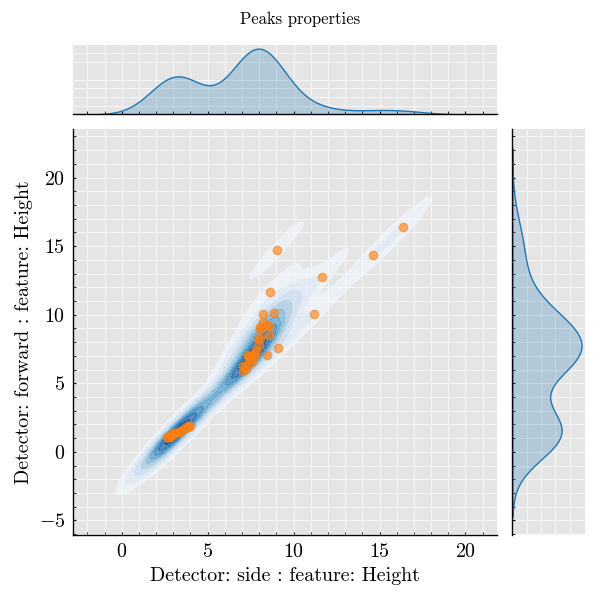 Peaks properties
Detector: forward : feature: Height
20
15
10
5
0
−5
0 5 10 15 20
Detector: side : feature: Height